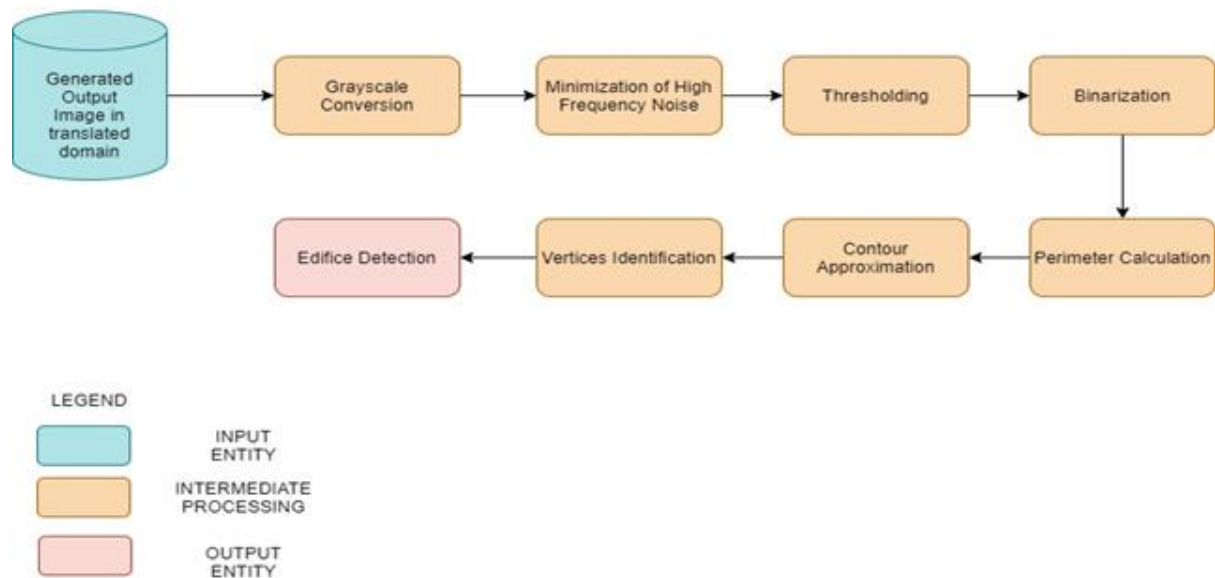 Generated
Output
Image in
translated
domain
Grayscale
Conversion
Minimization of High
Frequency Noise
Thresholding
Binarization
Edifice Detection
Vertices Identification
Contour
Approximation
Perimeter Calculation
LEGEND
INPUT
ENTITY
INTERMEDIATE
PROCESSING
OUTPUT
ENTITY